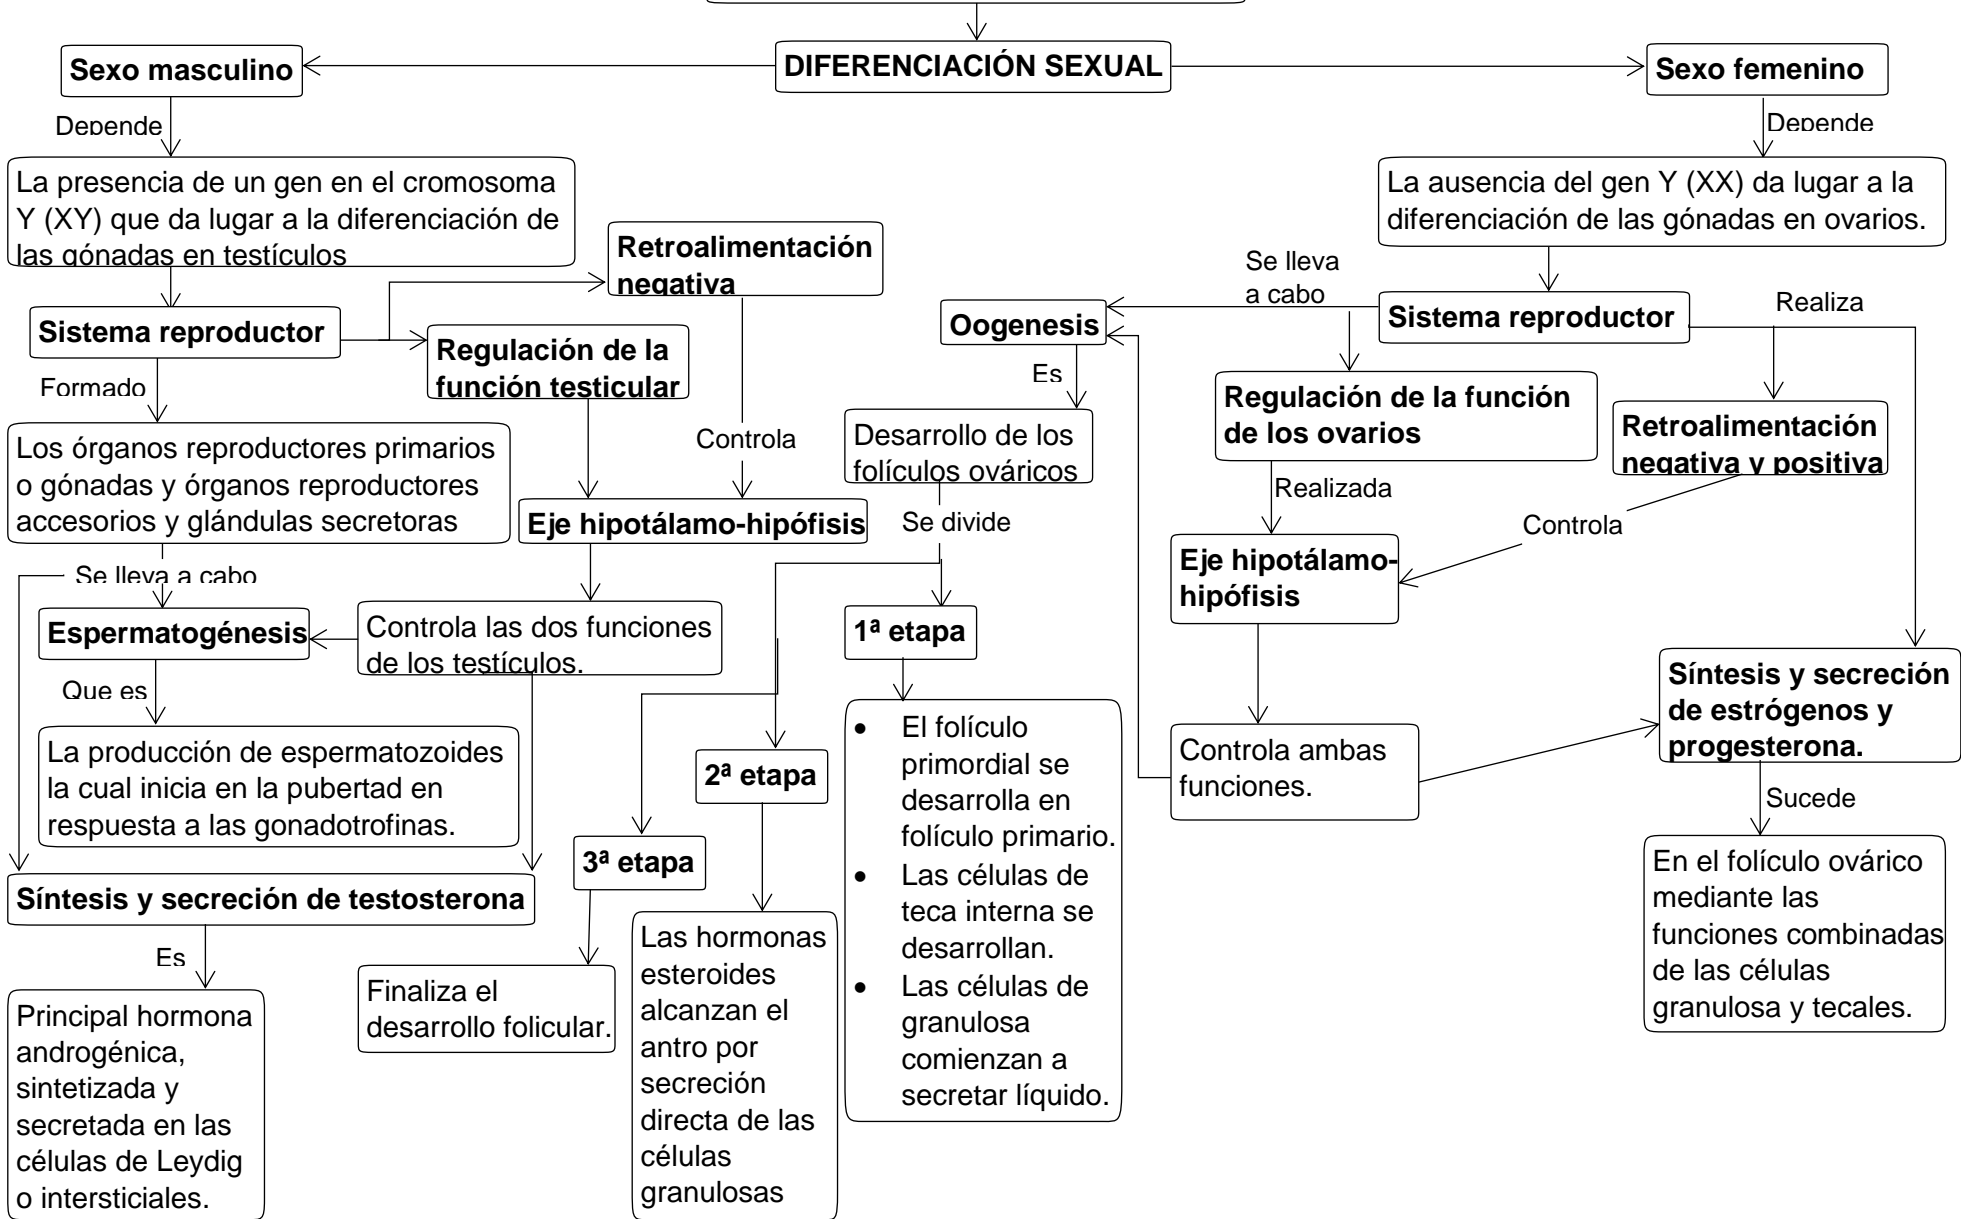 DIFERENCIACIÓN SEXUAL
Sexo masculino
Depende
La presencia de un gen en el cromosoma
Y (XY) que da lugar a la diferenciación de
las gónadas en testículos
Sistema reproductor
Formado
Los órganos reproductores primarios
o gónadas y órganos reproductores
accesorios y glándulas secretoras
Se lleva a cabo
Espermatogénesis
Que es
La producción de espermatozoides
la cual inicia en la pubertad en
respuesta a las gonadotrofinas.
Síntesis y secreción de testosterona
Es
Principal hormona
androgénica,
sintetizada y
secretada en las
células de Leydig
o intersticiales.
Retroalimentación
negativa
Regulación de la
función testicular
Controla
Eje hipotálamo-hipófisis
Controla las dos funciones
de los testículos.
Sexo femenino
Depende
La ausencia del gen Y (XX) da lugar a la
diferenciación de las gónadas en ovarios.
Sistema reproductor
Se lleva
a cabo
Oogenesis
Es
Desarrollo de los
folículos ováricos
Se divide
1ª etapa
• El folículo
primordial se
desarrolla en
folículo primario.
• Las células de
teca interna se
desarrollan.
• Las células de
granulosa
comienzan a
secretar líquido.
2ª etapa
Las hormonas
esteroides
alcanzan el
antro por
secreción
directa de las
células
granulosas
3ª etapa
Finaliza el
desarrollo folicular.
Regulación de la función
de los ovarios
Realizada
Eje hipotálamo-
hipófisis
Controla ambas
funciones.
Realiza
Retroalimentación
negativa y positiva
Controla
Síntesis y secreción
de estrógenos y
progesterona.
Sucede
En el folículo ovárico
mediante las
funciones combinadas
de las células
granulosa y tecales.